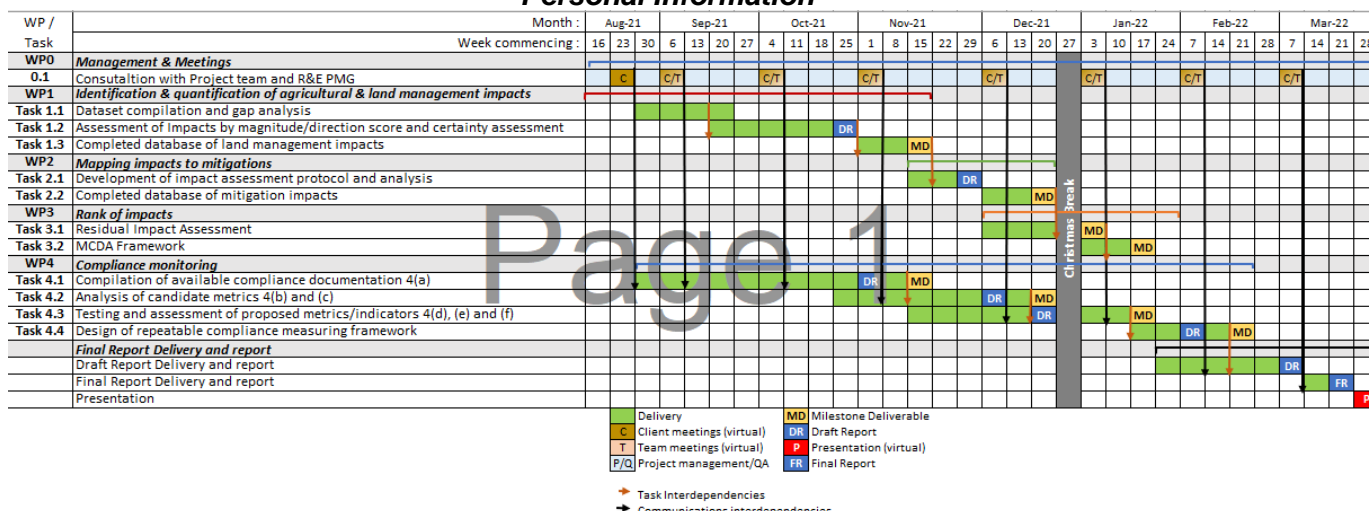 Personal Information
WP / Month : Aug-21 Sep-21 Oct-21 Nov-21 Dec-21 Jan-22 Feb-22 Mar-22
Task Week commencing : 16 23 30 6 13 20 27 4 11 18 25 1 8 15 22 29 6 13 20 27 3 10 17 24 7 14 21 28 7 14 21 28
WP0 Management & Meetings
0.1 Consutaltion with Project team and R&E PMG C C/T C/T C/T C/T C/T C/T C/T
WP1 Identification & quantification of agricultural & land management impacts
Task 1.1 Dataset compilation and gap analysis
Task 1.2 Assessment of Impacts by magnitude/direction score and certainty assessment DR
Task 1.3 Completed database of land management impacts MD
WP2 Mapping impacts to mitigations
Task 2.1 Development of impact assessment protocol and analysis DR
Task 2.2 Completed database of mitigation impacts MD
WP3 Rank of impacts
Task 3.1 Residual Impact Assessment MD
Task 3.2 MCDA Framework MD
WP4 Compliance monitoring
Task 4.1 Compilation of available compliance documentation 4(a) DR MD
Task 4.2 Analysis of candidate metrics 4(b) and (c) DR MD
Task 4.3 Testing and assessment of proposed metrics/indicators 4(d), (e) and (f) DR MD
Task 4.4 Design of repeatable compliance measuring framework DR MD
Final Report Delivery and report
Draft Report Delivery and report DR
Final Report Delivery and report FR
Presentation P
Christmas Break
Page 1
Delivery MD Milestone Deliverable
C Client meetings (virtual) DR Draft Report
T Team meetings (virtual) P Presentation (virtual)
P/Q Project management/QA FR Final Report
Task Interdependencies
Communications interdependencies